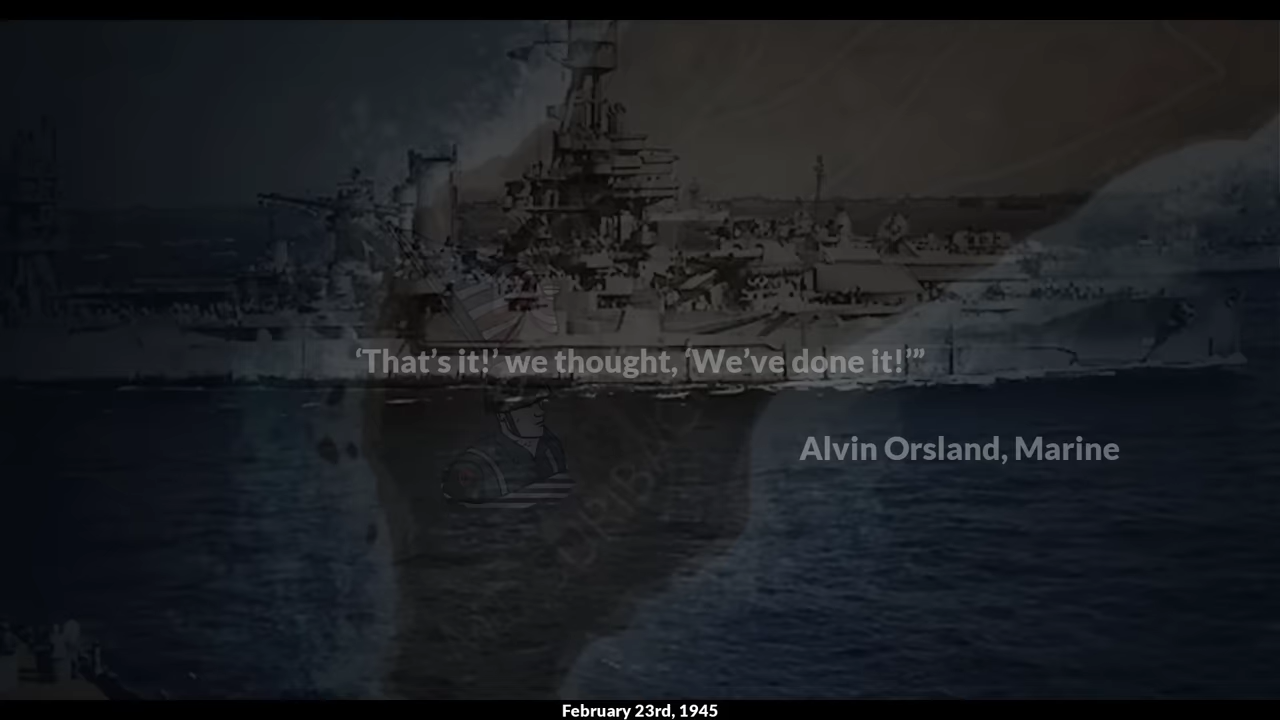 ‘That’s it!’ we thought, ‘We’ve done it!’”
Alvin Orsland, Marine
February 23rd, 1945